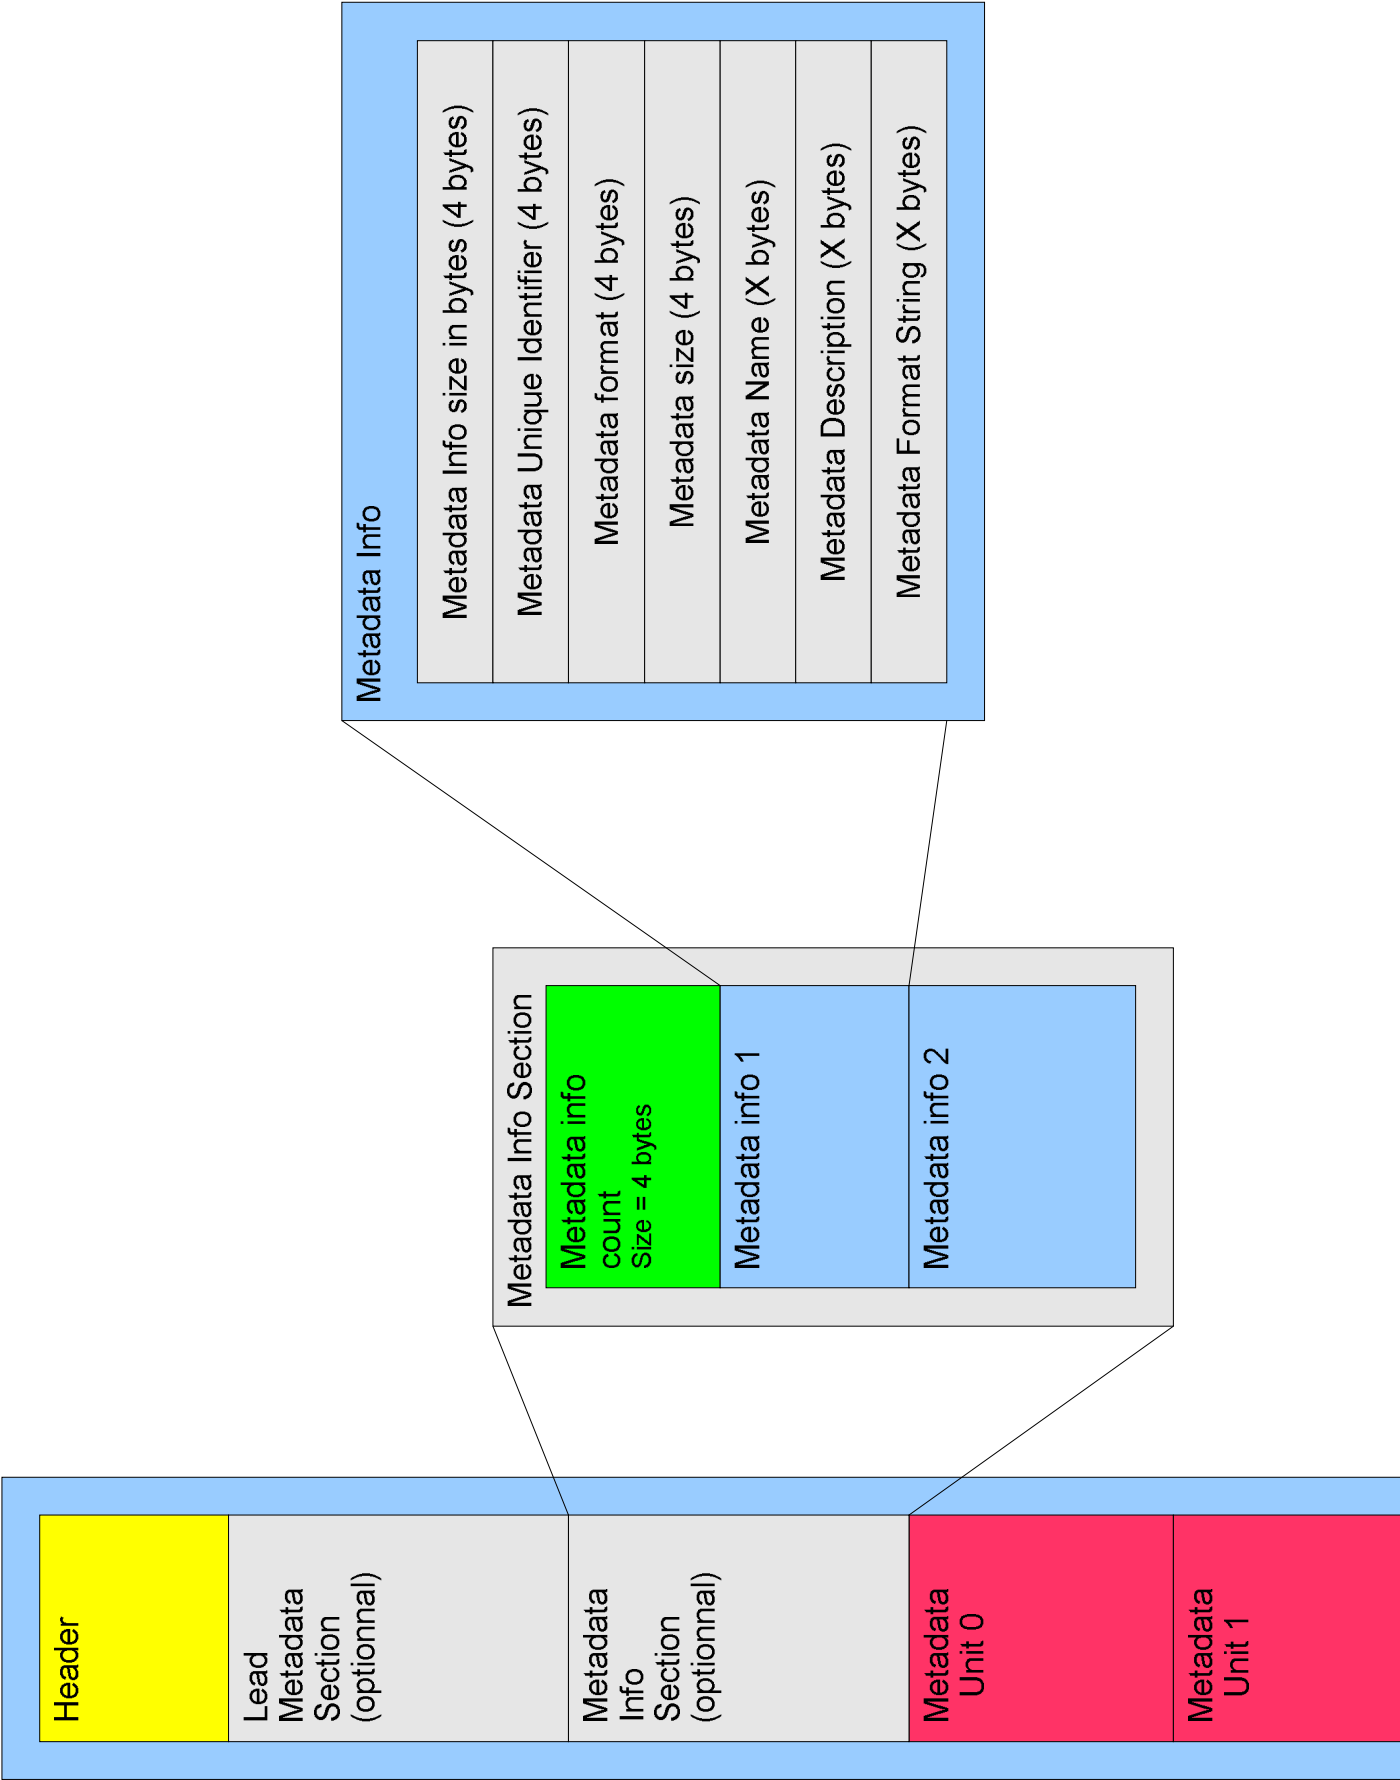 Header
Lead
Metadata
Section
(optionnal)
Metadata
Info
Section
(optionnal)
Metadata
Unit 0
Metadata
Unit 1
Metadata Info Section
Metadata info
count
Size = 4 bytes
Metadata info 1
Metadata info 2
Metadata Info
Metadata Info size in bytes (4 bytes)
Metadata Unique Identifier (4 bytes)
Metadata format (4 bytes)
Metadata size (4 bytes)
Metadata Name (X bytes)
Metadata Description (X bytes)
Metadata Format String (X bytes)